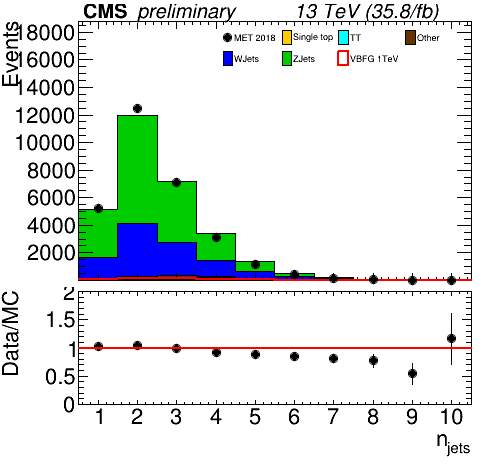 CMS preliminary 13 TeV (35.8/fb)
Events
MET 2018 Single top TT Other
WJets ZJets VBFG 1TeV
18000
16000
14000
12000
10000
8000
6000
4000
2000
Data/MC
2
1.5
1
0.5
0
1 2 3 4 5 6 7 8 9 10
njets